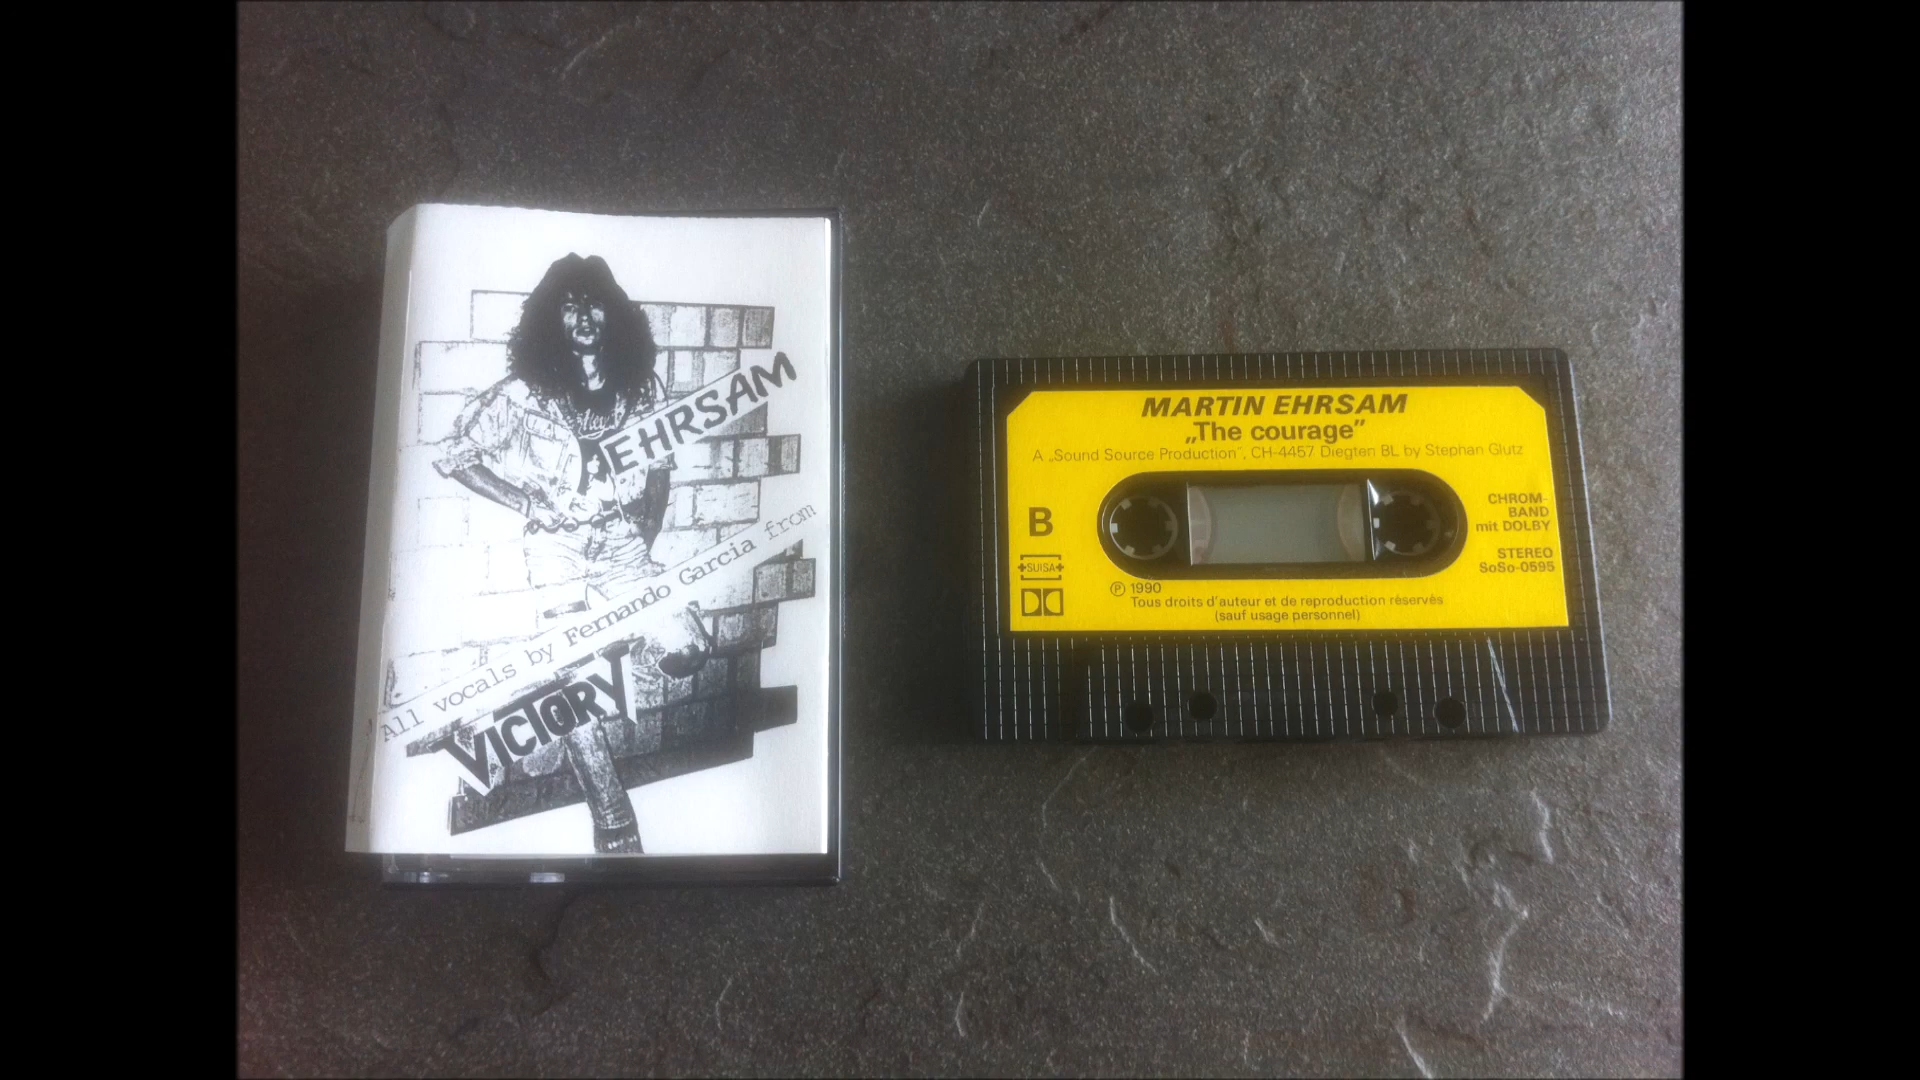 EHRSAM
All vocals by Fernando Garcia from
VICTORY
MARTIN EHRSAM
„The courage”
A „Sound Source Production”, CH-4457 Diegten BL by Stephan Glutz
B
CHROM-
BAND
mit DOLBY
SUISA
STEREO
SoSo-0595
℗ 1990
Tous droits d'auteur et de reproduction réservés
(sauf usage personnel)